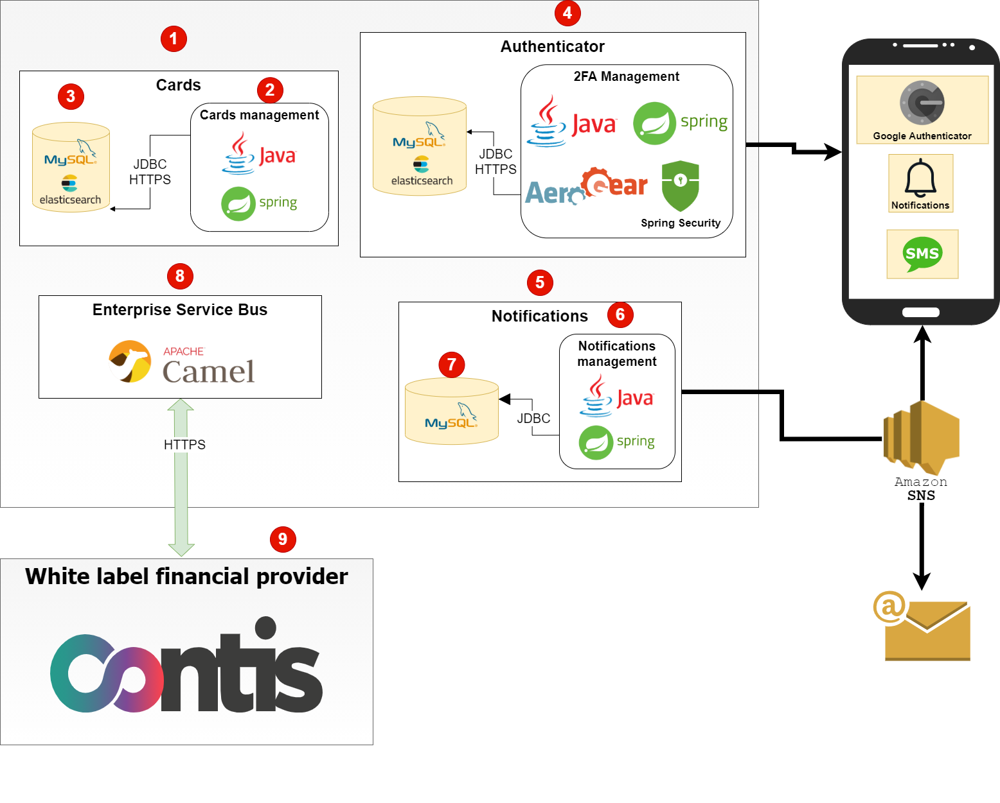 1
Cards
2
3
Cards management
Java
spring
JDBC
HTTPS
MySQL
elasticsearch
4
Authenticator
2FA Management
Java
spring
AeroGear
Spring Security
JDBC
HTTPS
MySQL
elasticsearch
Google Authenticator
Notifications
SMS
8
Enterprise Service Bus
APACHE
Camel
HTTPS
5
Notifications
6
Notifications
management
Java
spring
7
JDBC
MySQL
Amazon
SNS
@
9
White label financial provider
contis